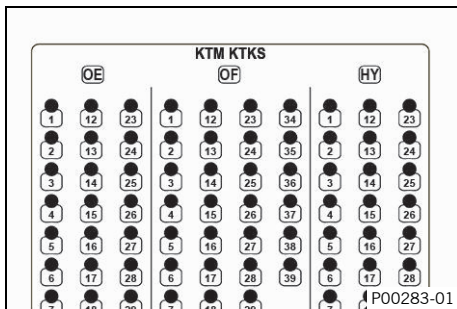 KTM KTKS
OE OF HY
1 12 23 1 12 23 34 1 12 23
2 13 24 2 13 24 35 2 13 24
3 14 25 3 14 25 36 3 14 25
4 15 26 4 15 26 37 4 15 26
5 16 27 5 16 27 38 5 16 27
6 17 28 6 17 28 39 6 17 28
P00283-01